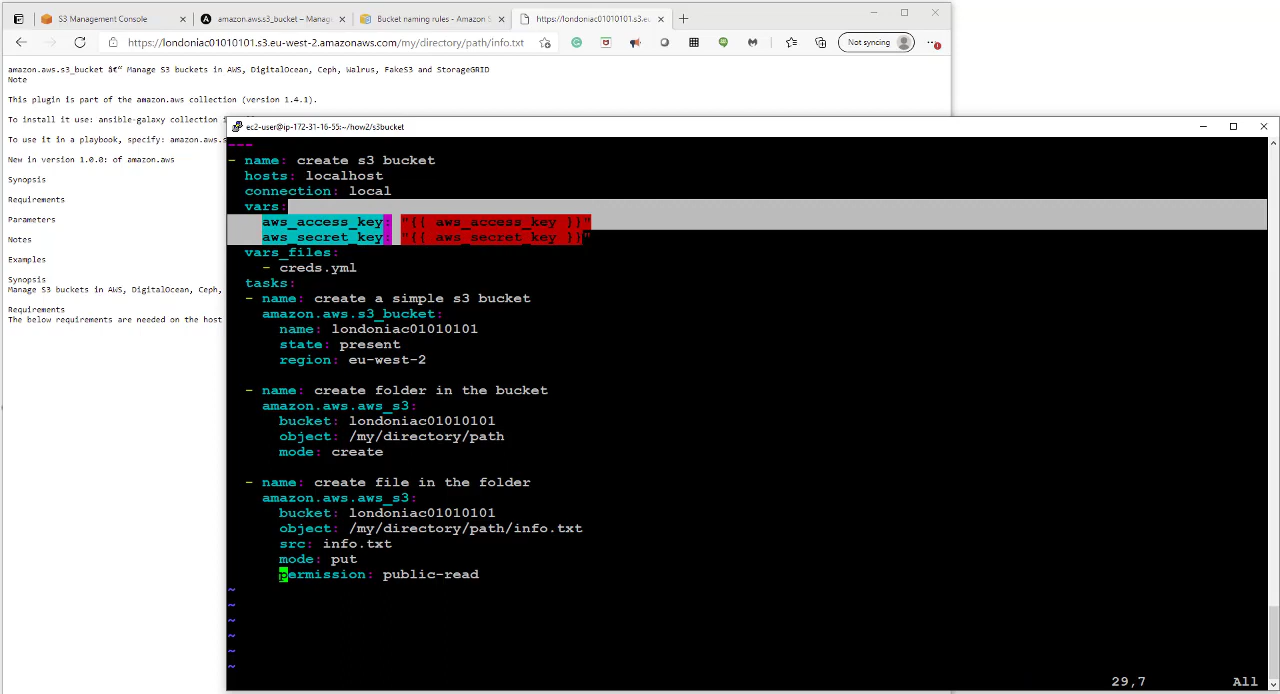 S3 Management Console
amazon.aws.s3_bucket – Manag
Bucket naming rules - Amazon S
https://londoniac01010101.s3.e
https://londoniac01010101.s3.eu-west-2.amazonaws.com/my/directory/path/info.txt
Not syncing
amazon.aws.s3_bucket â€“ Manage S3 buckets in AWS, DigitalOcean, Ceph, Walrus, FakeS3 and StorageGRID
Note
This plugin is part of the amazon.aws collection (version 1.4.1).
To install it use: ansible-galaxy collection i
To use it in a playbook, specify: amazon.aws.s
New in version 1.0.0: of amazon.aws
Synopsis
Requirements
Parameters
Notes
Examples
Synopsis
Manage S3 buckets in AWS, DigitalOcean, Ceph,
Requirements
The below requirements are needed on the host
ec2-user@ip-172-31-16-55:~/how2/s3bucket
---
- name: create s3 bucket
hosts: localhost
connection: local
vars:
aws_access_key: "{{ aws_access_key }}"
aws_secret_key: "{{ aws_secret_key }}"
vars_files:
- creds.yml
tasks:
- name: create a simple s3 bucket
amazon.aws.s3_bucket:
name: londoniac01010101
state: present
region: eu-west-2
- name: create folder in the bucket
amazon.aws.aws_s3:
bucket: londoniac01010101
object: /my/directory/path
mode: create
- name: create file in the folder
amazon.aws.aws_s3:
bucket: londoniac01010101
object: /my/directory/path/info.txt
src: info.txt
mode: put
permission: public-read
~
~
~
~
~
~
29,7 All